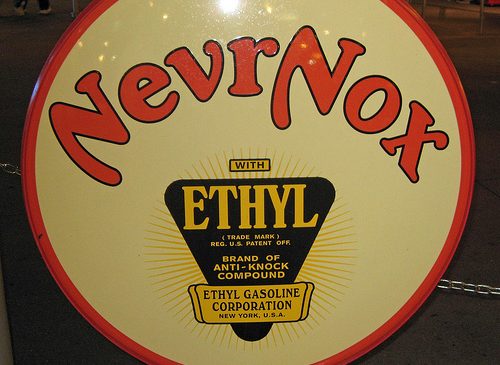 NevrNox
WITH
ETHYL
( TRADE MARK )
REG. U.S. PATENT OFF.
BRAND OF
ANTI-KNOCK
COMPOUND
ETHYL GASOLINE
CORPORATION
NEW YORK, U.S.A.